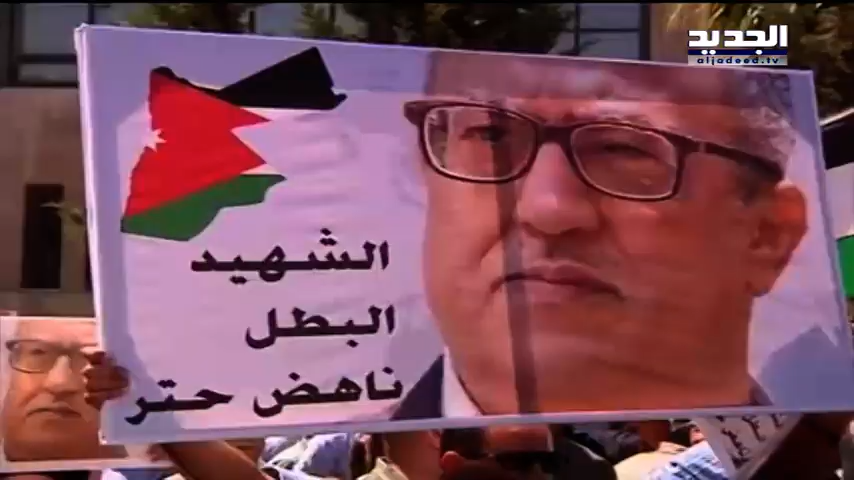 الجديد
aljadeed.tv
الشهيد
البطل
ناهض حتر